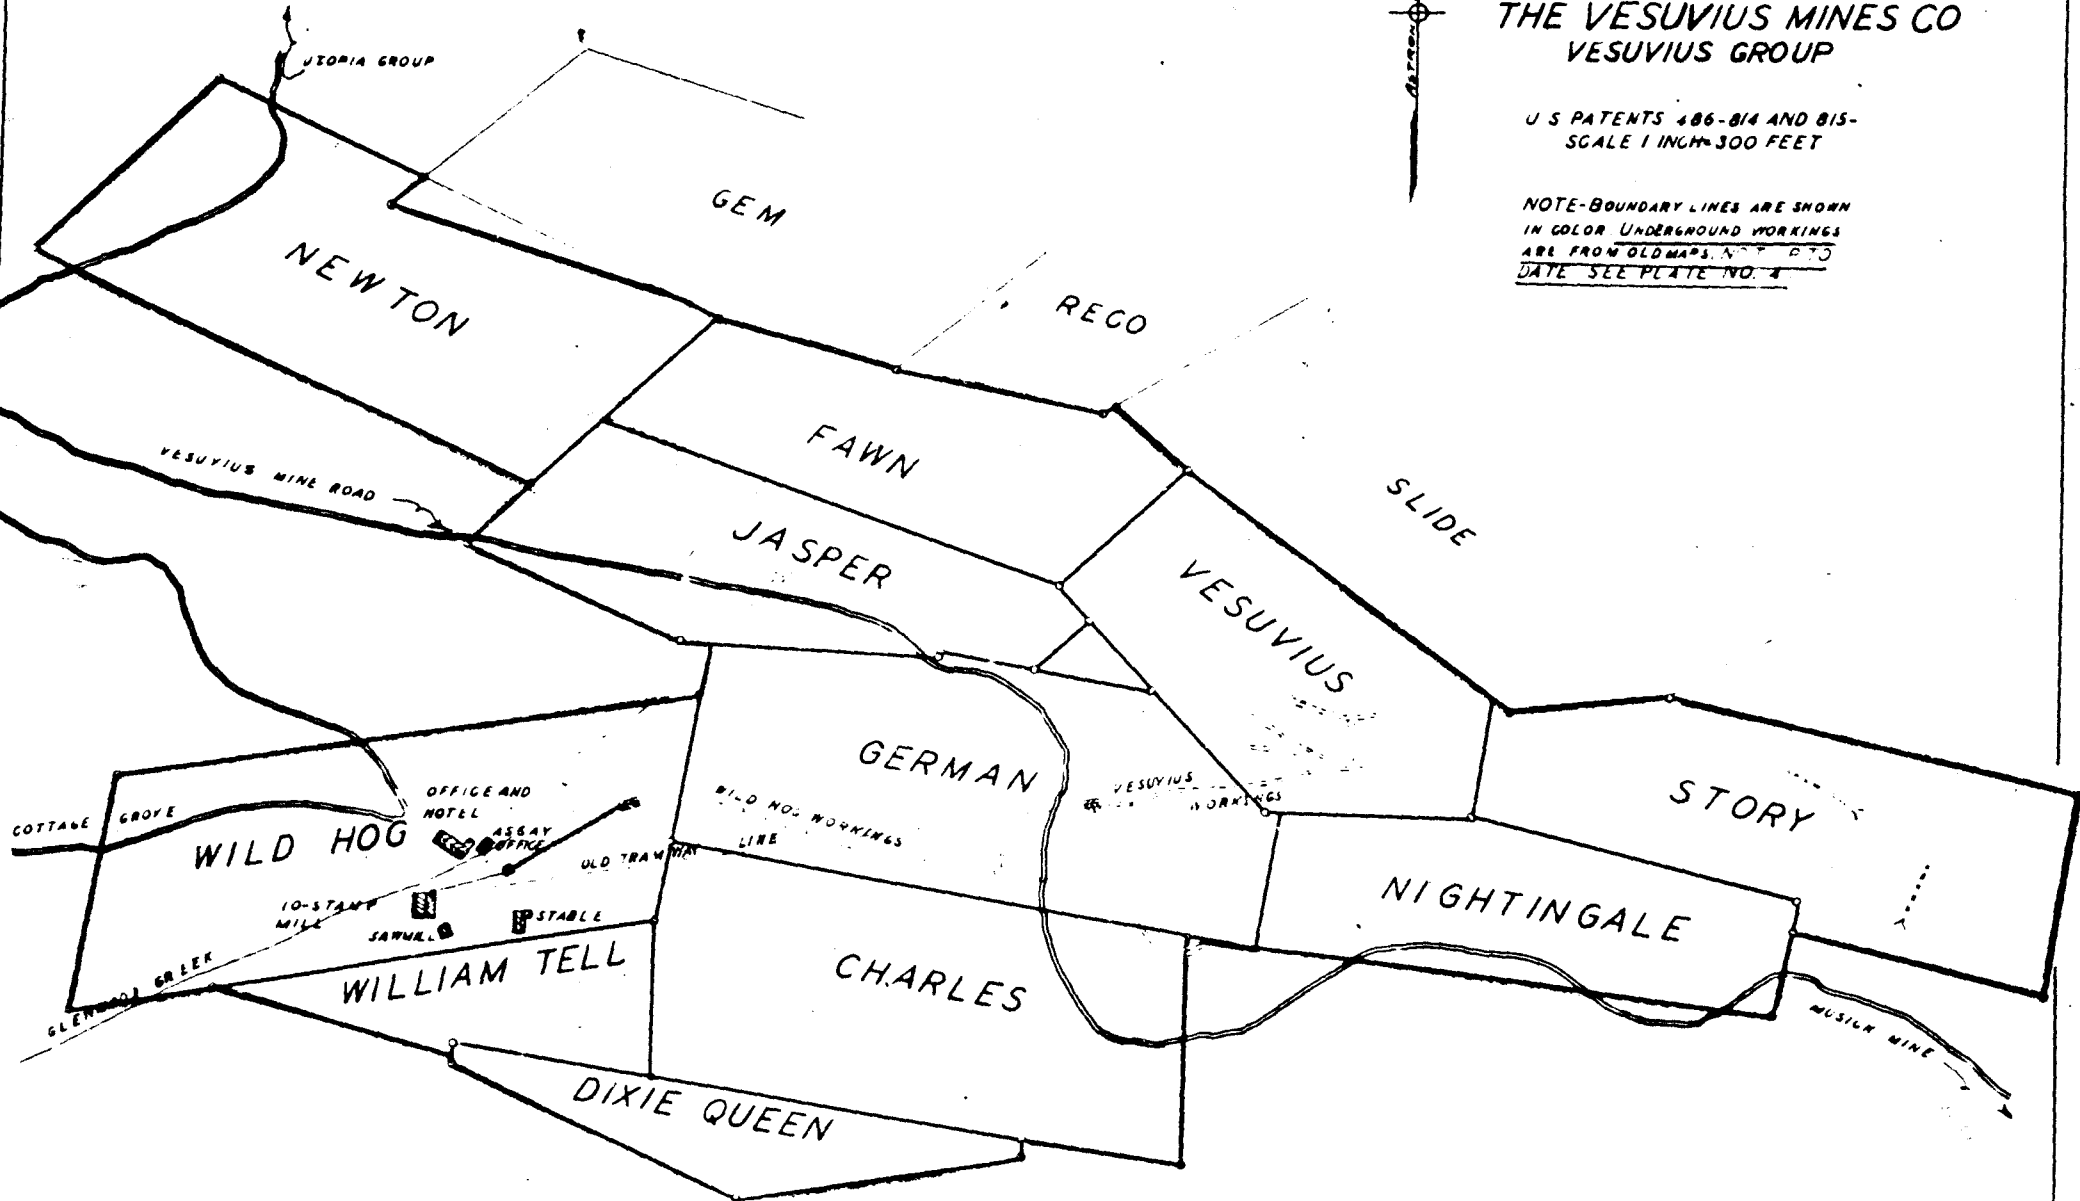 THE VESUVIUS MINES CO
VESUVIUS GROUP
U S PATENTS 486-814 AND 815-
SCALE 1 INCH=300 FEET
NOTE-BOUNDARY LINES ARE SHOWN
IN COLOR UNDERGROUND WORKINGS
ARE FROM OLD MAPS.
DATE SEE PLATE NO. 4
ASTRON
UTOPIA GROUP
GEM
NEWTON
RECO
FAWN
SLIDE
VESUVIUS MINE ROAD
JASPER
VESUVIUS
GERMAN
VESUVIUS
WORKINGS
STORY
WILD HOG WORKINGS
OFFICE AND
HOTEL
COTTAGE GROVE
WILD HOG
ASSAY
OFFICE
OLD TRAMWAY LINE
NIGHTINGALE
10-STAMP
MILL
STABLE
SAWMILL
GLENWOOD CREEK
WILLIAM TELL
CHARLES
MUSICK MINE
DIXIE QUEEN